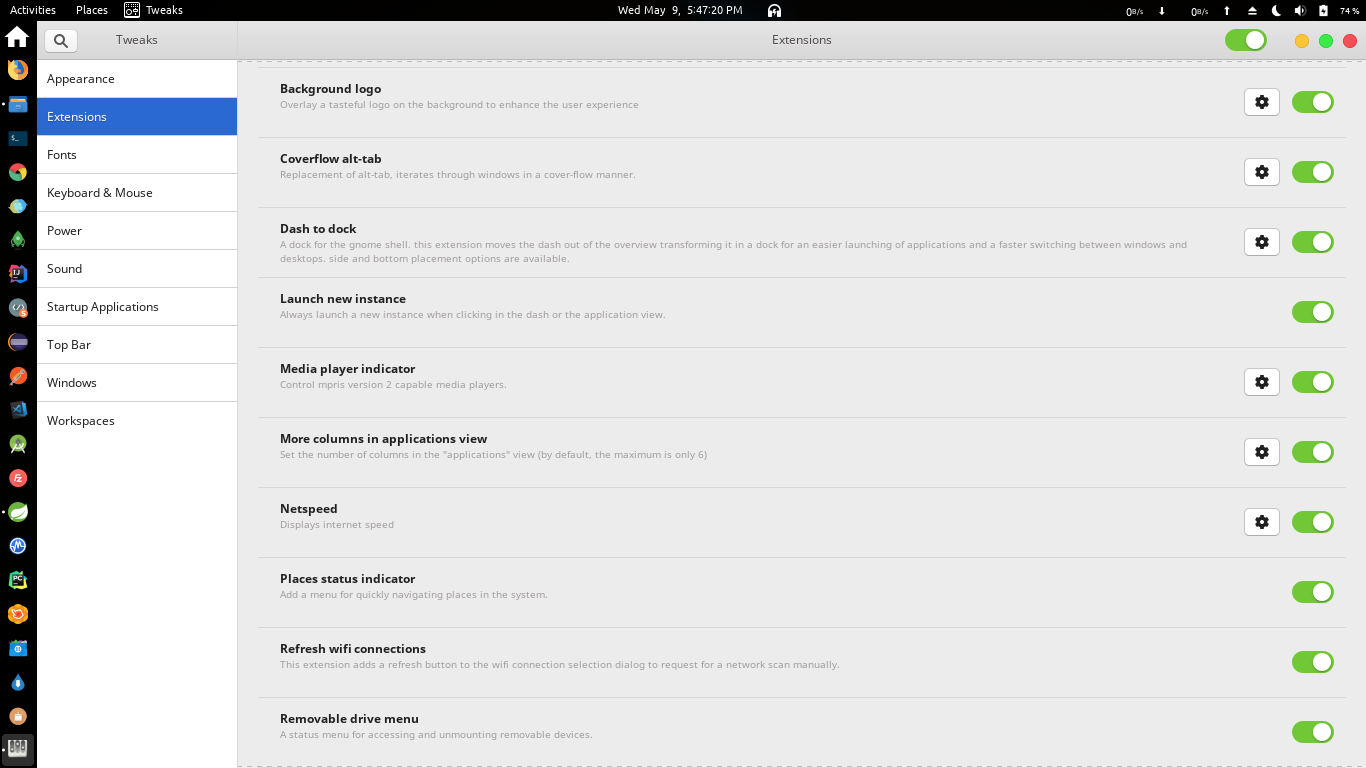 Activities Places Tweaks Wed May 9, 5:47:20 PM 0B/s 0B/s 74 %
Tweaks Extensions
Appearance
Extensions
Fonts
Keyboard & Mouse
Power
Sound
Startup Applications
Top Bar
Windows
Workspaces
Background logo
Overlay a tasteful logo on the background to enhance the user experience
Coverflow alt-tab
Replacement of alt-tab, iterates through windows in a cover-flow manner.
Dash to dock
A dock for the gnome shell. this extension moves the dash out of the overview transforming it in a dock for an easier launching of applications and a faster switching between windows and
desktops. side and bottom placement options are available.
Launch new instance
Always launch a new instance when clicking in the dash or the application view.
Media player indicator
Control mpris version 2 capable media players.
More columns in applications view
Set the number of columns in the "applications" view (by default, the maximum is only 6)
Netspeed
Displays internet speed
Places status indicator
Add a menu for quickly navigating places in the system.
Refresh wifi connections
This extension adds a refresh button to the wifi connection selection dialog to request for a network scan manually.
Removable drive menu
A status menu for accessing and unmounting removable devices.
IJ
Fz
PC